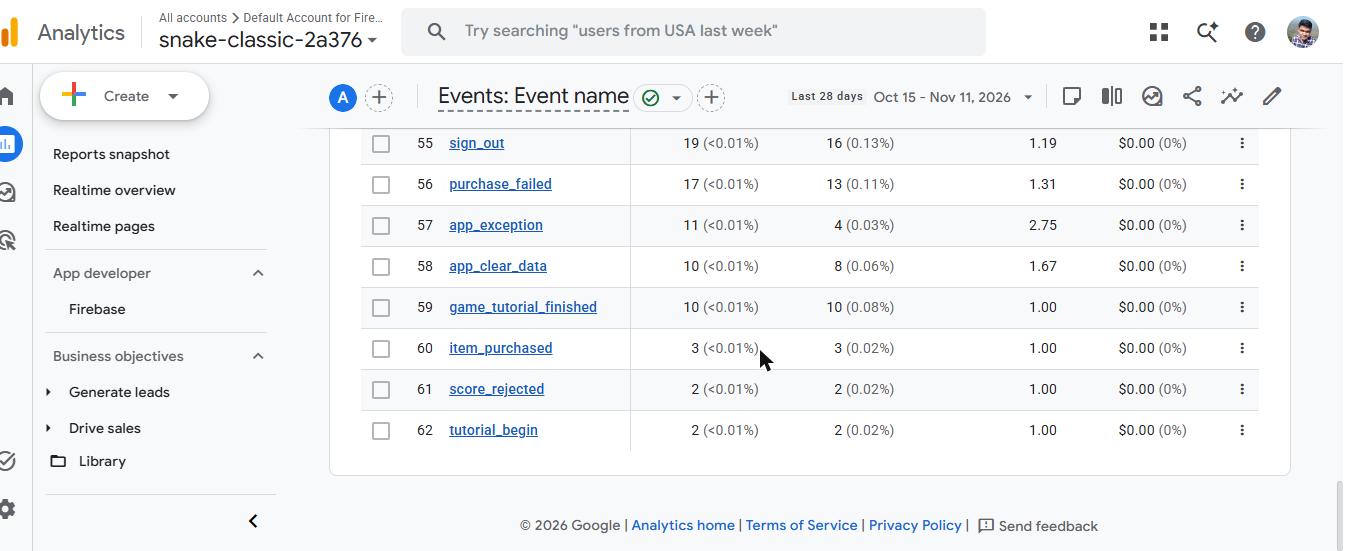 Analytics
All accounts > Default Account for Fire...
snake-classic-2a376
Try searching "users from USA last week"
Create
A
Events: Event name
Last 28 days Oct 15 - Nov 11, 2026
Reports snapshot
Realtime overview
Realtime pages
App developer
Firebase
Business objectives
Generate leads
Drive sales
Library
55 sign_out 19 (<0.01%) 16 (0.13%) 1.19 $0.00 (0%)
56 purchase_failed 17 (<0.01%) 13 (0.11%) 1.31 $0.00 (0%)
57 app_exception 11 (<0.01%) 4 (0.03%) 2.75 $0.00 (0%)
58 app_clear_data 10 (<0.01%) 8 (0.06%) 1.67 $0.00 (0%)
59 game_tutorial_finished 10 (<0.01%) 10 (0.08%) 1.00 $0.00 (0%)
60 item_purchased 3 (<0.01%) 3 (0.02%) 1.00 $0.00 (0%)
61 score_rejected 2 (<0.01%) 2 (0.02%) 1.00 $0.00 (0%)
62 tutorial_begin 2 (<0.01%) 2 (0.02%) 1.00 $0.00 (0%)
© 2026 Google | Analytics home | Terms of Service | Privacy Policy | Send feedback